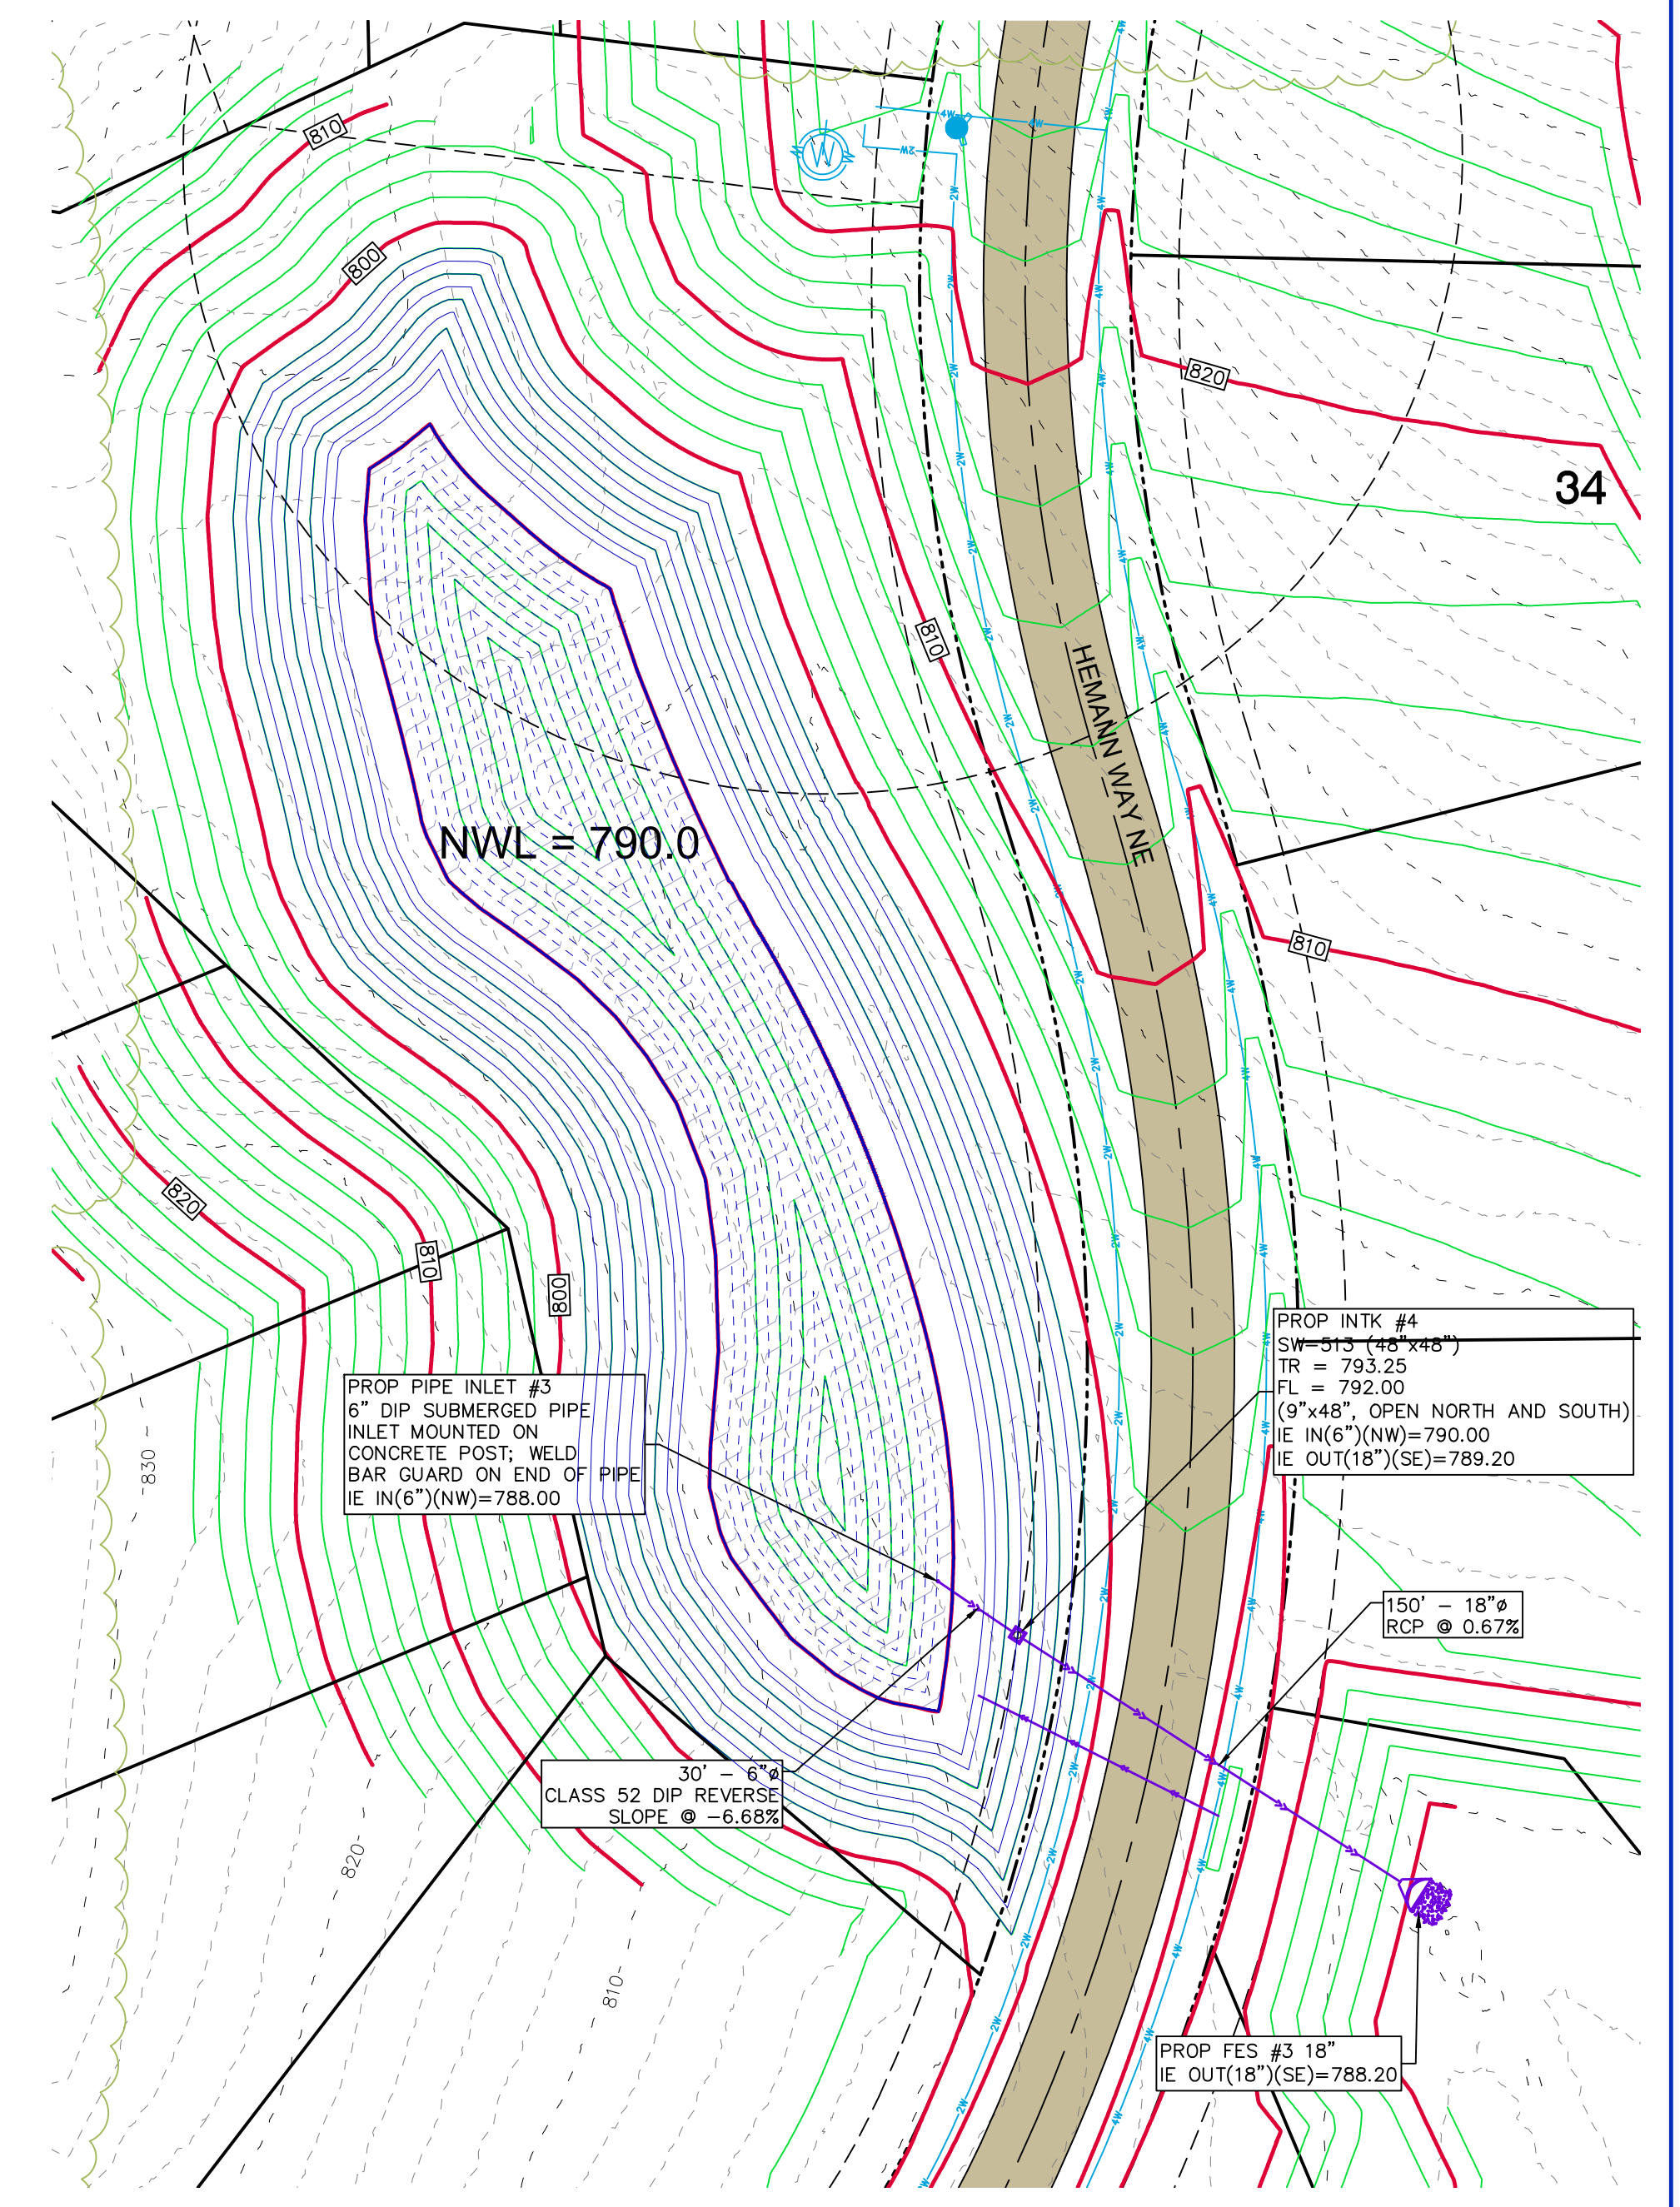 810
800
W
4W
4W
2W
2W
4W
820
34
810
HEMANN WAY NE
NWL = 790.0
810
820
810
800
PROP INTK #4
SW-513 (48"x48")
TR = 793.25
FL = 792.00
(9"x48", OPEN NORTH AND SOUTH)
IE IN(6")(NW)=790.00
IE OUT(18")(SE)=789.20
PROP PIPE INLET #3
6" DIP SUBMERGED PIPE
INLET MOUNTED ON
CONCRETE POST; WELD
BAR GUARD ON END OF PIPE
IE IN(6")(NW)=788.00
830
150' - 18"ø
RCP @ 0.67%
30' - 6"ø
CLASS 52 DIP REVERSE
SLOPE @ -6.68%
820
810
PROP FES #3 18"
IE OUT(18")(SE)=788.20